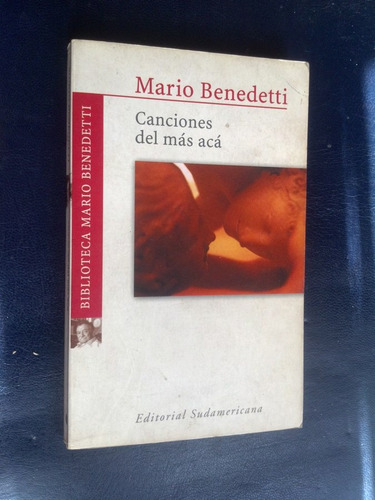 Mario Benedetti
Canciones
del más acá
BIBLIOTECA MARIO BENEDETTI
Editorial Sudamericana